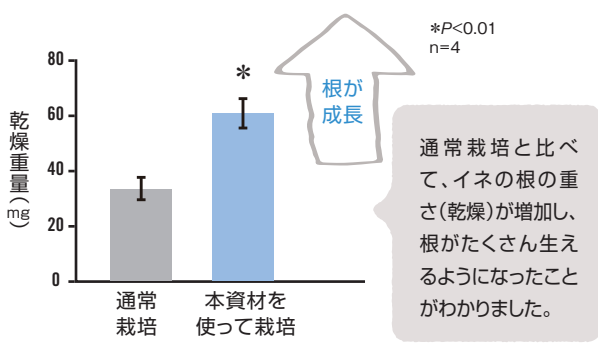 *P<0.01
n=4
80
*
60
40
20
0
乾燥重量(mg)
根が
成長
通常
栽培
本資材を
使って栽培
通常栽培と比べ
て、イネの根の重
さ(乾燥)が増加し、
根がたくさん生え
るようになったこと
がわかりました。